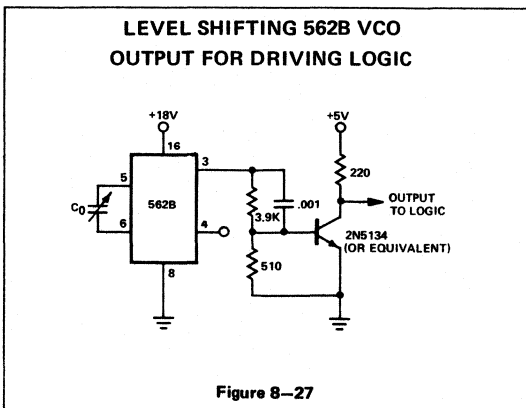 LEVEL SHIFTING 562B VCO
OUTPUT FOR DRIVING LOGIC
+18V
+5V
16
3
220
5
C0
562B
3.9K
.001
OUTPUT
TO LOGIC
6
4
2N5134
(OR EQUIVALENT)
510
8
Figure 8–27